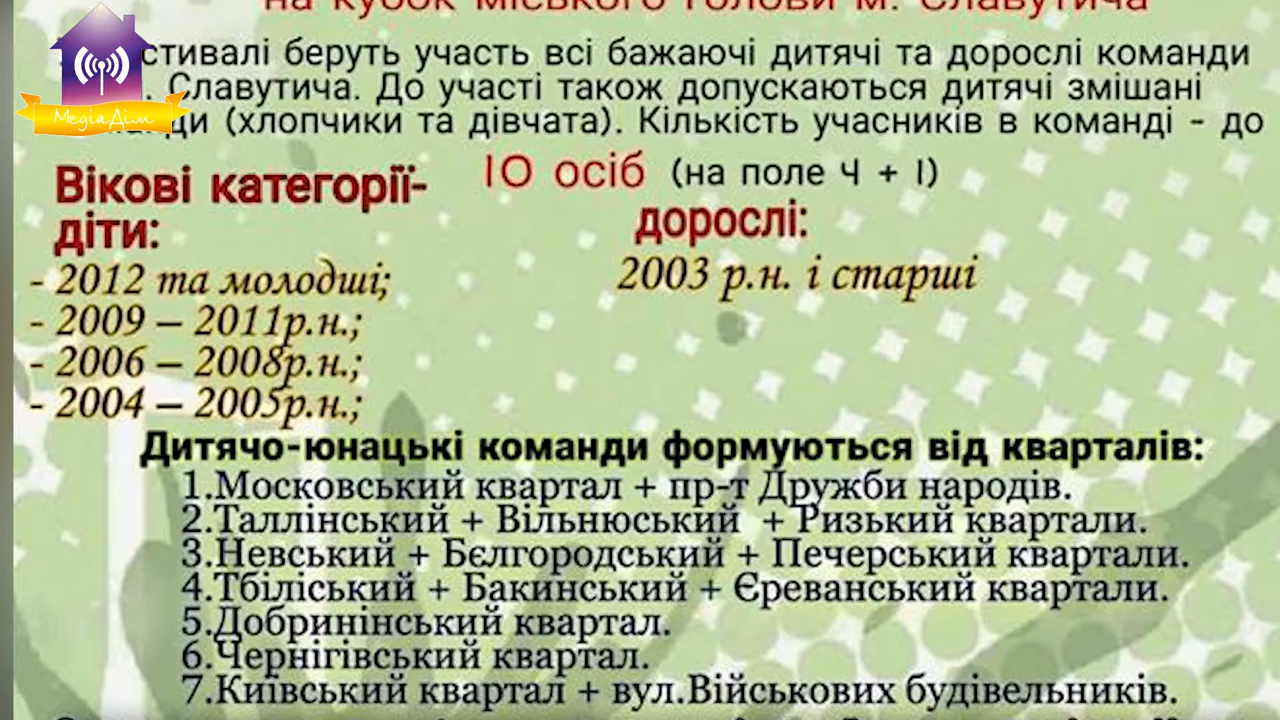 на кубок міського голови м. Славутича
беруть участь всі бажаючі дитячі та дорослі команди
Славутича. До участі також допускаються дитячі змішані
(хлопчики та дівчата). Кількість учасників в команді - до
МедіаДім
10 осіб (на поле 4 + 1)
Вікові категорії-
діти:
дорослі:
- 2012 та молодші;
2003 р.н. і старші
- 2009 – 2011р.н.;
- 2006 – 2008р.н.;
- 2004 – 2005р.н.;
Дитячо-юнацькі команди формуються від кварталів:
1.Московський квартал + пр-т Дружби народів.
2.Таллінський + Вільнюський + Ризький квартали.
3.Невський + Бєлгородський + Печерський квартали.
4.Тбіліський + Бакинський + Єреванський квартали.
5.Добринінський квартал.
6.Чернігівський квартал.
7.Київський квартал + вул.Військових будівельників.